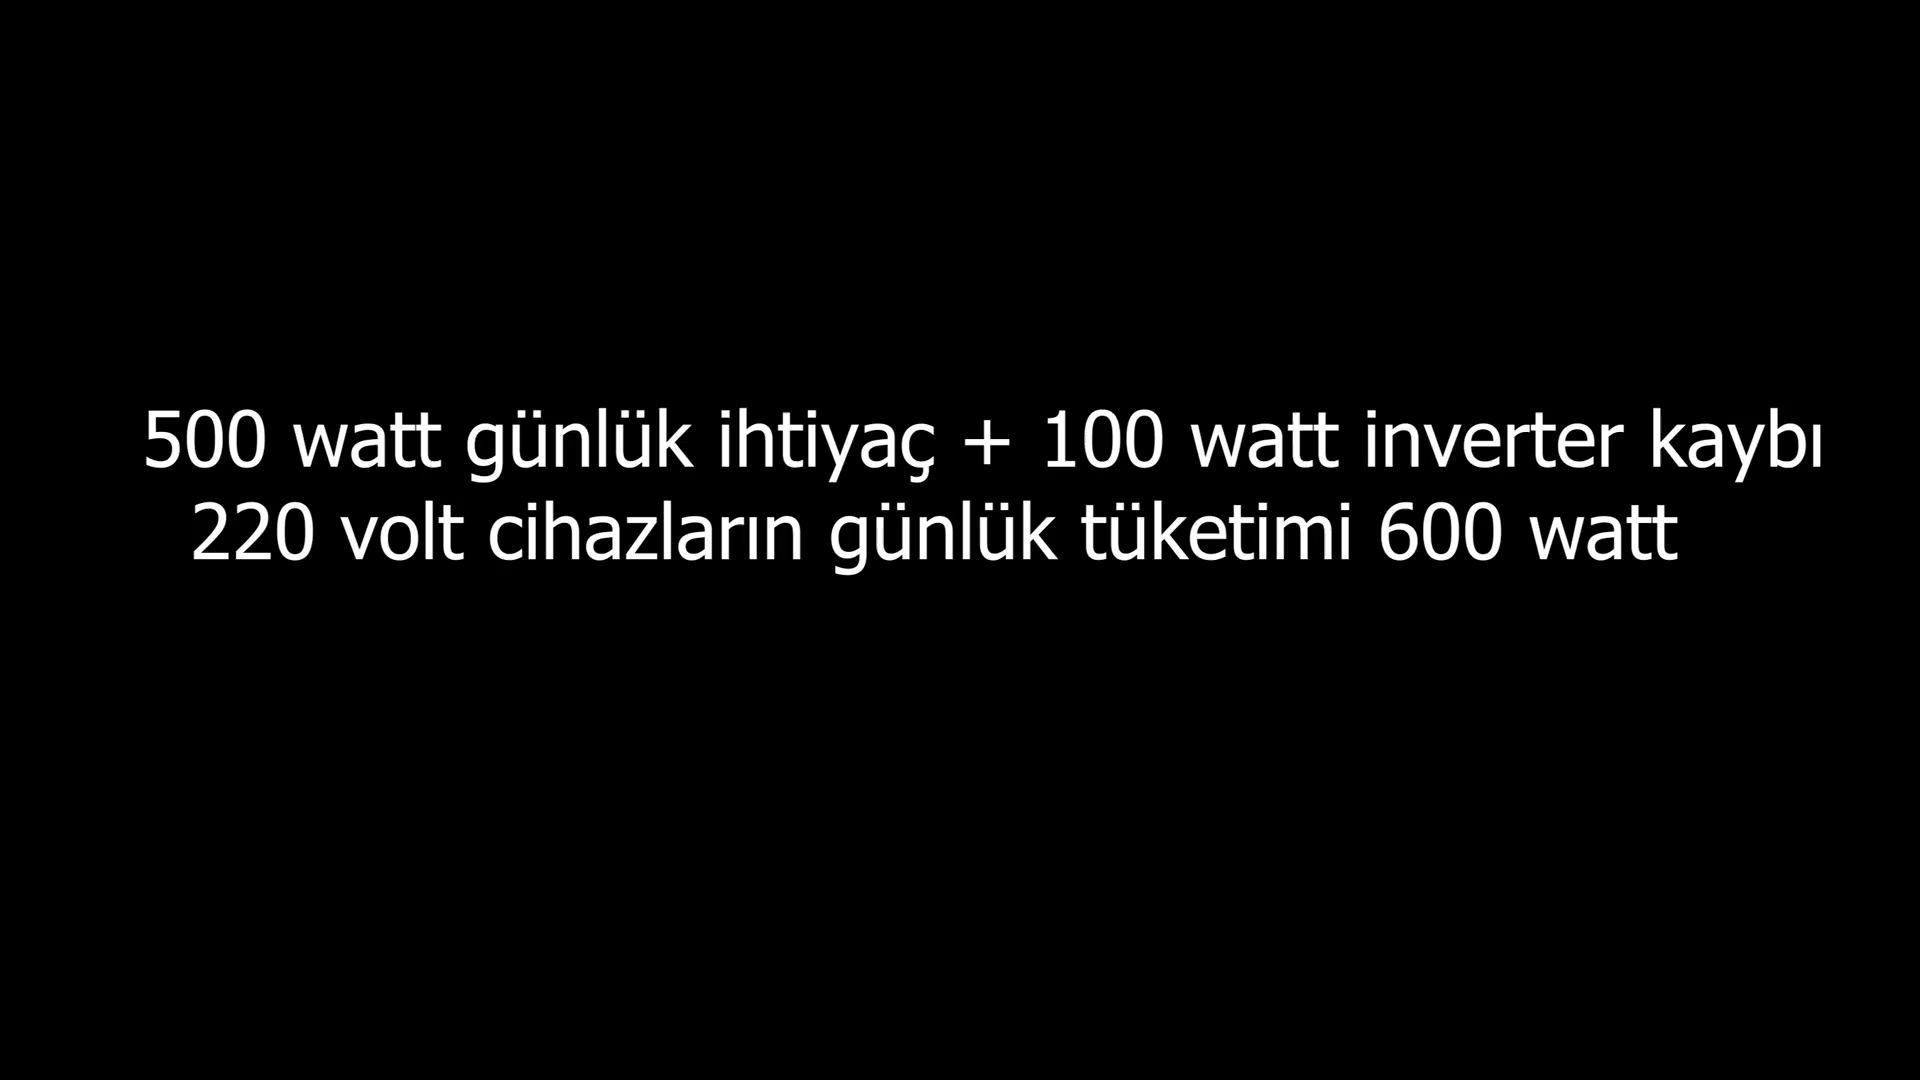 500 watt günlük ihtiyaç + 100 watt inverter kaybı
220 volt cihazların günlük tüketimi 600 watt